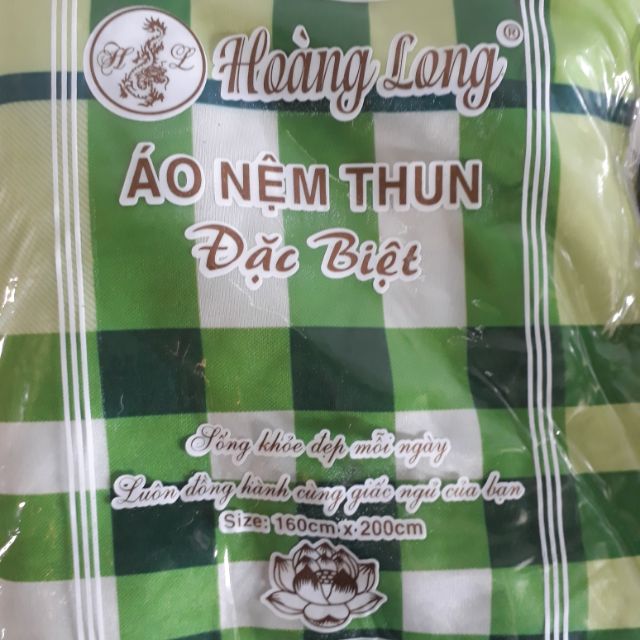 H L Hoàng Long ®
ÁO NỆM THUN
Đặc Biệt
Sống khỏe đẹp mỗi ngày
Luôn đồng hành cùng giấc ngủ của bạn
Size: 160cm x 200cm